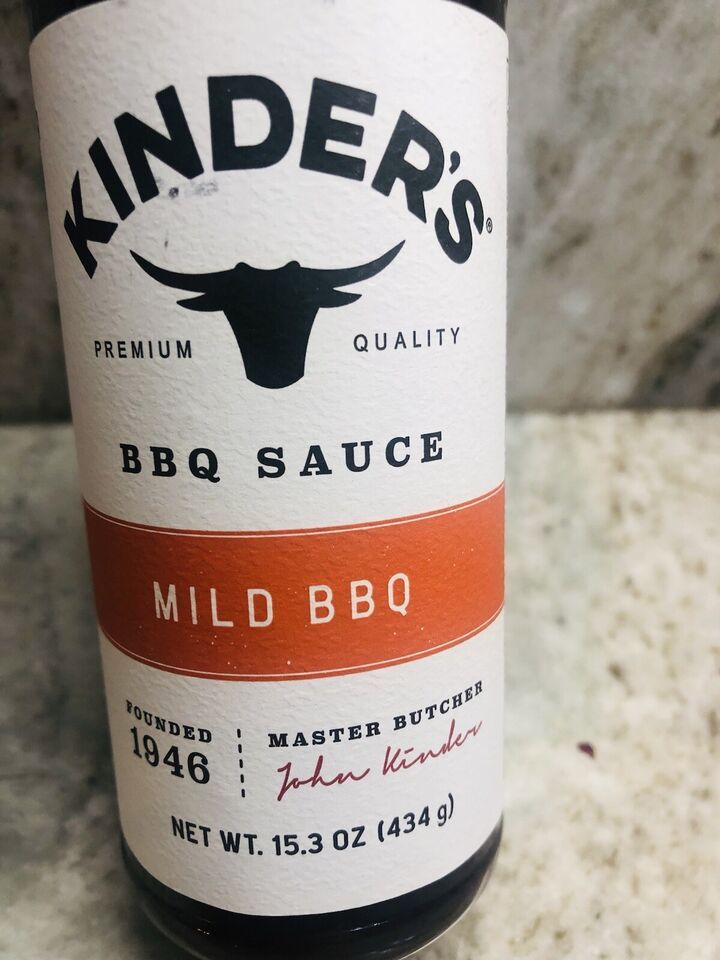 KINDER'S®
PREMIUM QUALITY
BBQ SAUCE
MILD BBQ
FOUNDED
1946
MASTER BUTCHER
John Kinder
NET WT. 15.3 OZ (434 g)